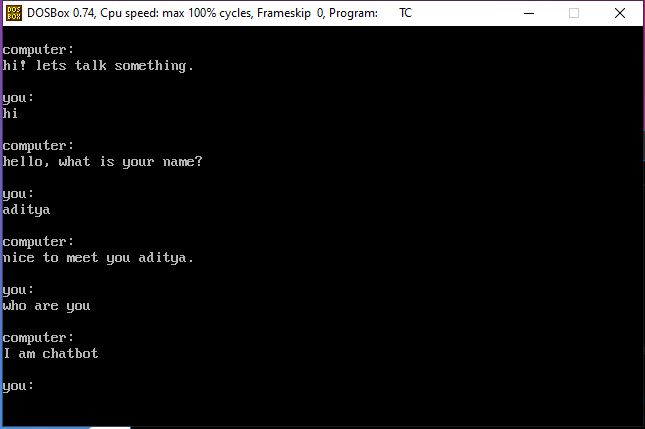 DOS
BOX
DOSBox 0.74, Cpu speed: max 100% cycles, Frameskip 0, Program: TC
computer:
hi! lets talk something.
you:
hi
computer:
hello, what is your name?
you:
aditya
computer:
nice to meet you aditya.
you:
who are you
computer:
I am chatbot
you: